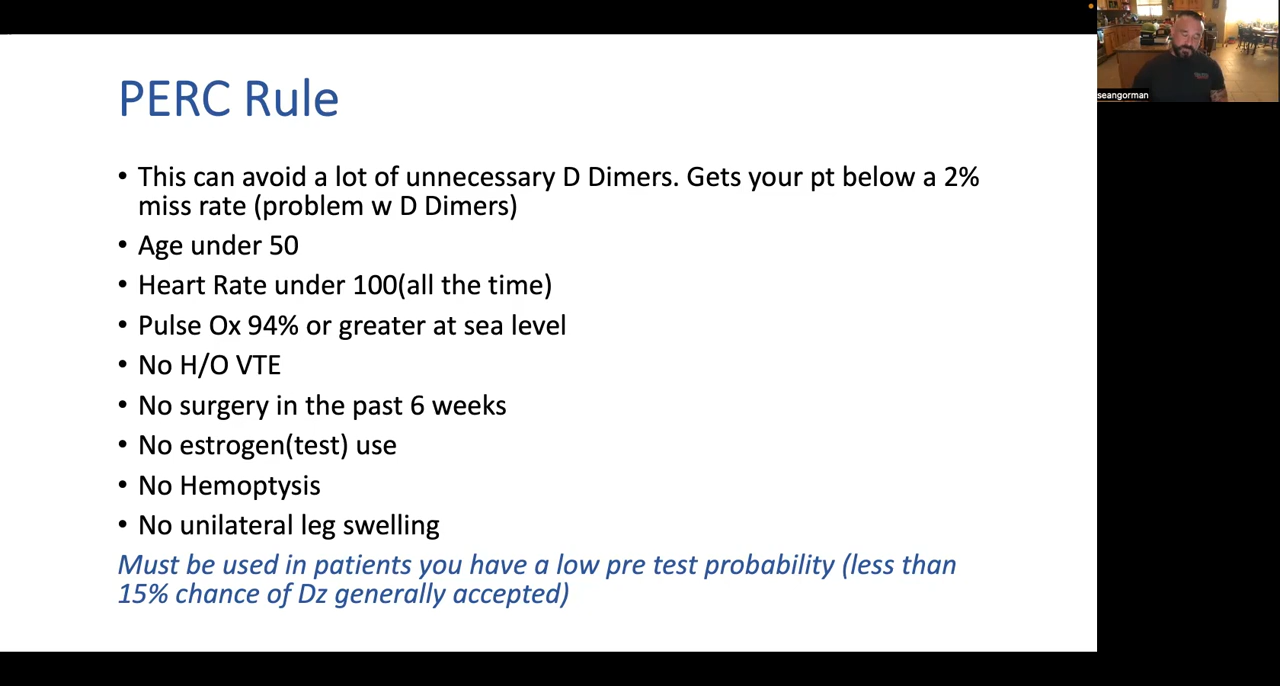 PERC Rule
• This can avoid a lot of unnecessary D Dimers. Gets your pt below a 2%
miss rate (problem w D Dimers)
• Age under 50
• Heart Rate under 100(all the time)
• Pulse Ox 94% or greater at sea level
• No H/O VTE
• No surgery in the past 6 weeks
• No estrogen(test) use
• No Hemoptysis
• No unilateral leg swelling
Must be used in patients you have a low pre test probability (less than
15% chance of Dz generally accepted)
seangorman